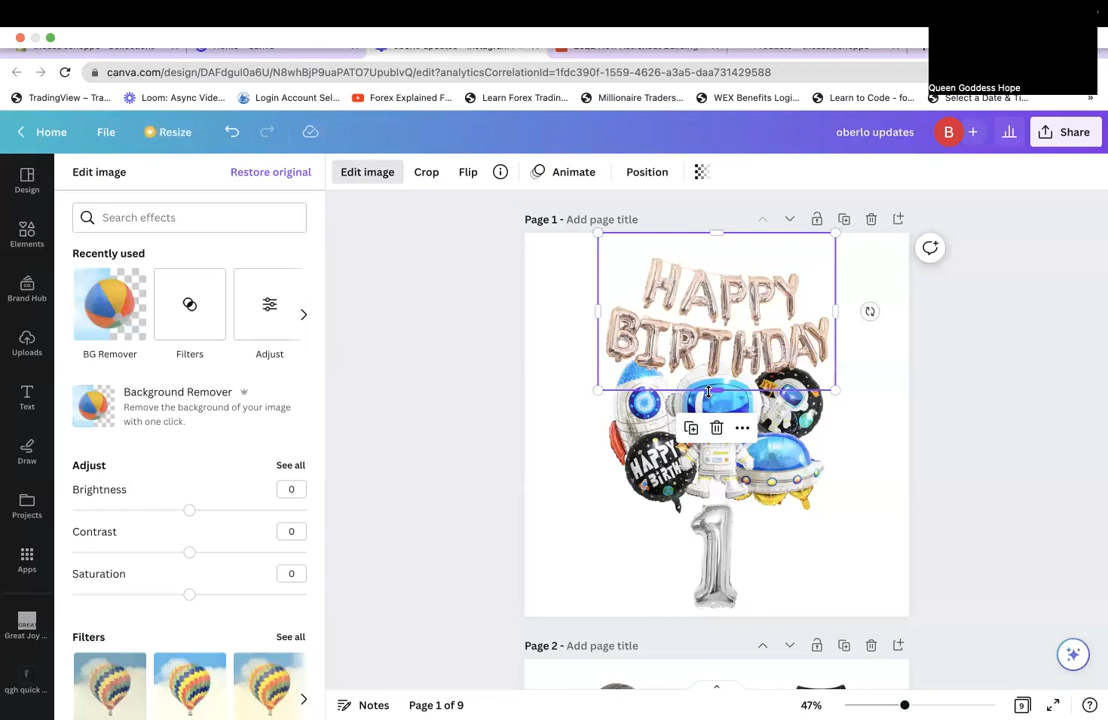 Queen Goddess Hope
canva.com/design/DAFdgul0a6U/N8whBjP9uaPATO7UpubIvQ/edit?analyticsCorrelationId=1fdc390f-1559-4626-a3a5-daa731429588
TradingView – Tra... Loom: Async Vide... Login Account Sel... Forex Explained F... Learn Forex Tradin... Millionaire Traders... WEX Benefits Logi... Learn to Code - fo... Select a Date & Ti... »
Home File Resize oberlo updates B + Share
Design
Elements
Brand Hub
Uploads
Text
Draw
Projects
Apps
Great Joy ...
qgh quick ...
Edit image Restore original
Search effects
Recently used
BG Remover Filters Adjust
Background Remover
Remove the background of your image
with one click.
Adjust See all
Brightness 0
Contrast 0
Saturation 0
Filters See all
Edit image Crop Flip Animate Position
Page 1 - Add page title
HAPPY
BIRTHDAY
HAPPY
BIRTH
1
Page 2 - Add page title
Notes Page 1 of 9 47% 9